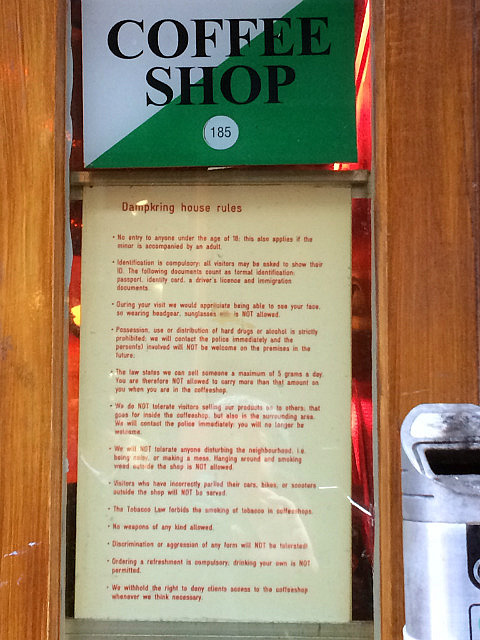 COFFEE
SHOP
185
Dampkring house rules
• No entry to anyone under the age of 18: this also applies if the
minor is accompanied by an adult.
• Identification is compulsory: all visitors may be asked to show their
ID. The following documents count as formal identification:
passport, identity card, a driver's licence and immigration
documents.
• During your visit we would appriciate being able to see your face,
so wearing headgear, sunglasses is NOT allowed.
• Possession, use or distribution of hard drugs or alcohol is strictly
prohibited; we will contact the police immediately and the
person(s) involved will NOT be welcome on the premises in the
future.
• The law states we can sell someone a maximum of 5 grams a day.
You are therefore NOT allowed to carry more than that amount on
you when you are in the coffeeshop.
• We do NOT tolerate visitors selling our products on to others; that
goes for inside the coffeeshop, but also in the surrounding area.
We will contact the police immediately; you will no longer be
welcome.
• We will NOT tolerate anyone disturbing the neighbourhood, i.e.
being noisy, or making a mess. Hanging around and smoking
weed outside the shop is NOT allowed.
• Visitors who have incorrectly parked their cars, bikes, or scooters
outside the shop will NOT be served.
• The Tobacco Law forbids the smoking of tobacco in coffeeshops.
• No weapons of any kind allowed.
• Discrimination or aggression of any form will NOT be tolerated!
• Ordering a refreshment is compulsory; drinking your own is NOT
permitted.
• We withhold the right to deny clients access to the coffeeshop
whenever we think necessary.